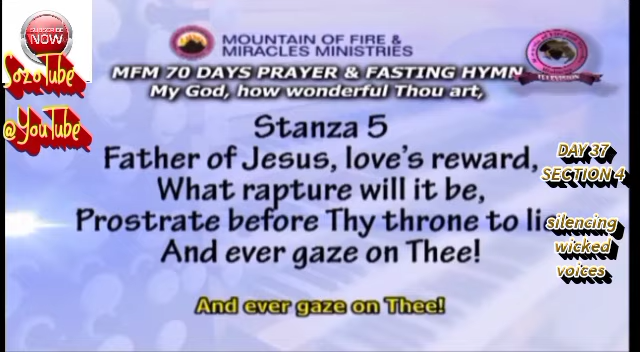 SUBSCRIBE
NOW
SozoTube
@YouTube
MOUNTAIN OF FIRE &
MIRACLES MINISTRIES
MFM 70 DAYS PRAYER & FASTING HYMN
My God, how wonderful Thou art,
TELEVISION
Stanza 5
Father of Jesus, love's reward,
What rapture will it be,
Prostrate before Thy throne to lie
And ever gaze on Thee!
And ever gaze on Thee!
DAY 37
SECTION 4
silencing
wicked
voices